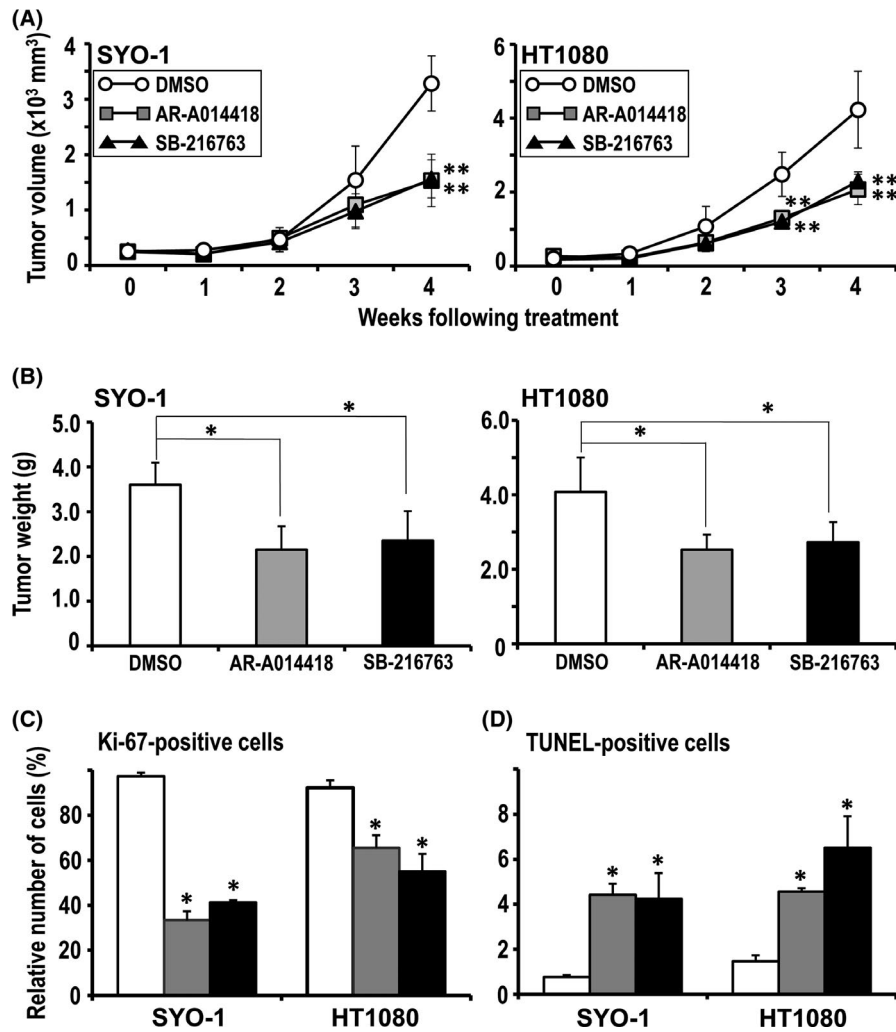 (A)
SYO-1
HT1080
Tumor volume (x10³ mm³)
4
3
2
1
0
DMSO
AR-A014418
SB-216763
**
**
0 1 2 3 4
6
4
2
0
DMSO
AR-A014418
SB-216763
**
**
**
**
0 1 2 3 4
Weeks following treatment
(B)
SYO-1
HT1080
Tumor weight (g)
5.0
4.0
3.0
2.0
1.0
0
*
*
DMSO AR-A014418 SB-216763
6.0
4.0
2.0
0
*
*
DMSO AR-A014418 SB-216763
(C)
Ki-67-positive cells
Relative number of cells (%)
80
60
40
20
0
* * * *
SYO-1 HT1080
(D)
TUNEL-positive cells
8
6
4
2
0
* * * *
SYO-1 HT1080